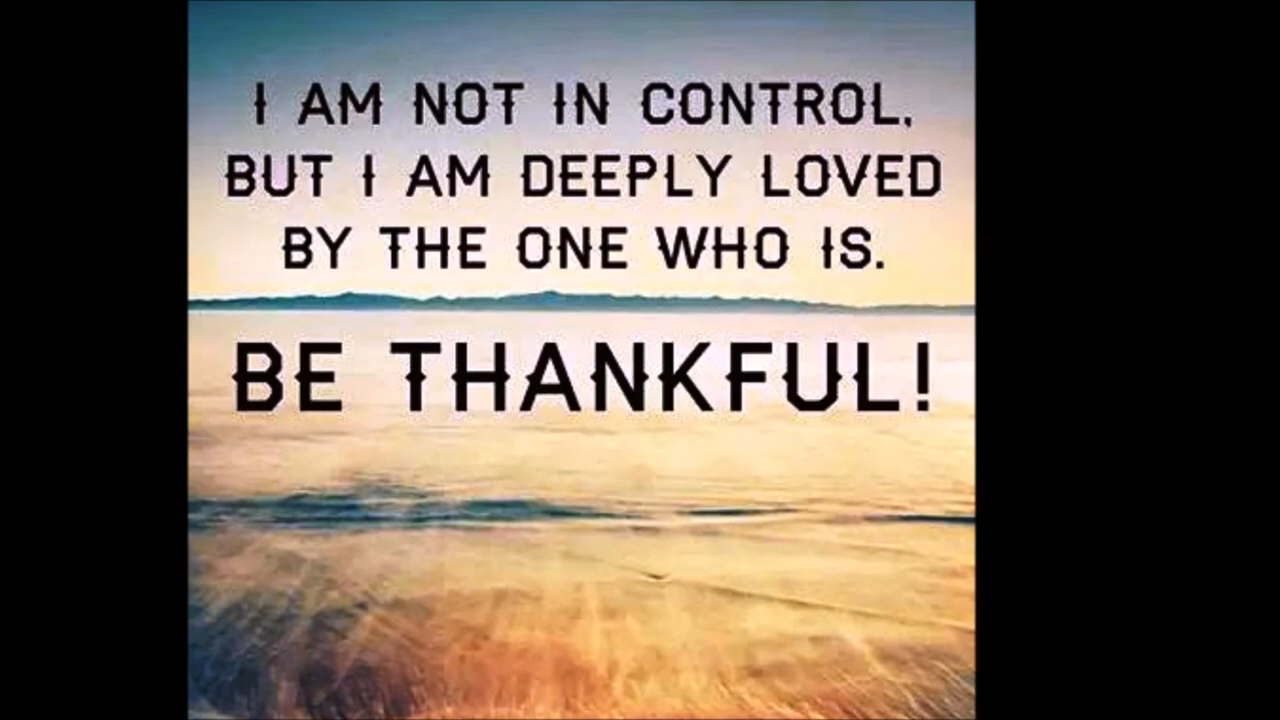 I AM NOT IN CONTROL,
BUT I AM DEEPLY LOVED
BY THE ONE WHO IS.
BE THANKFUL!